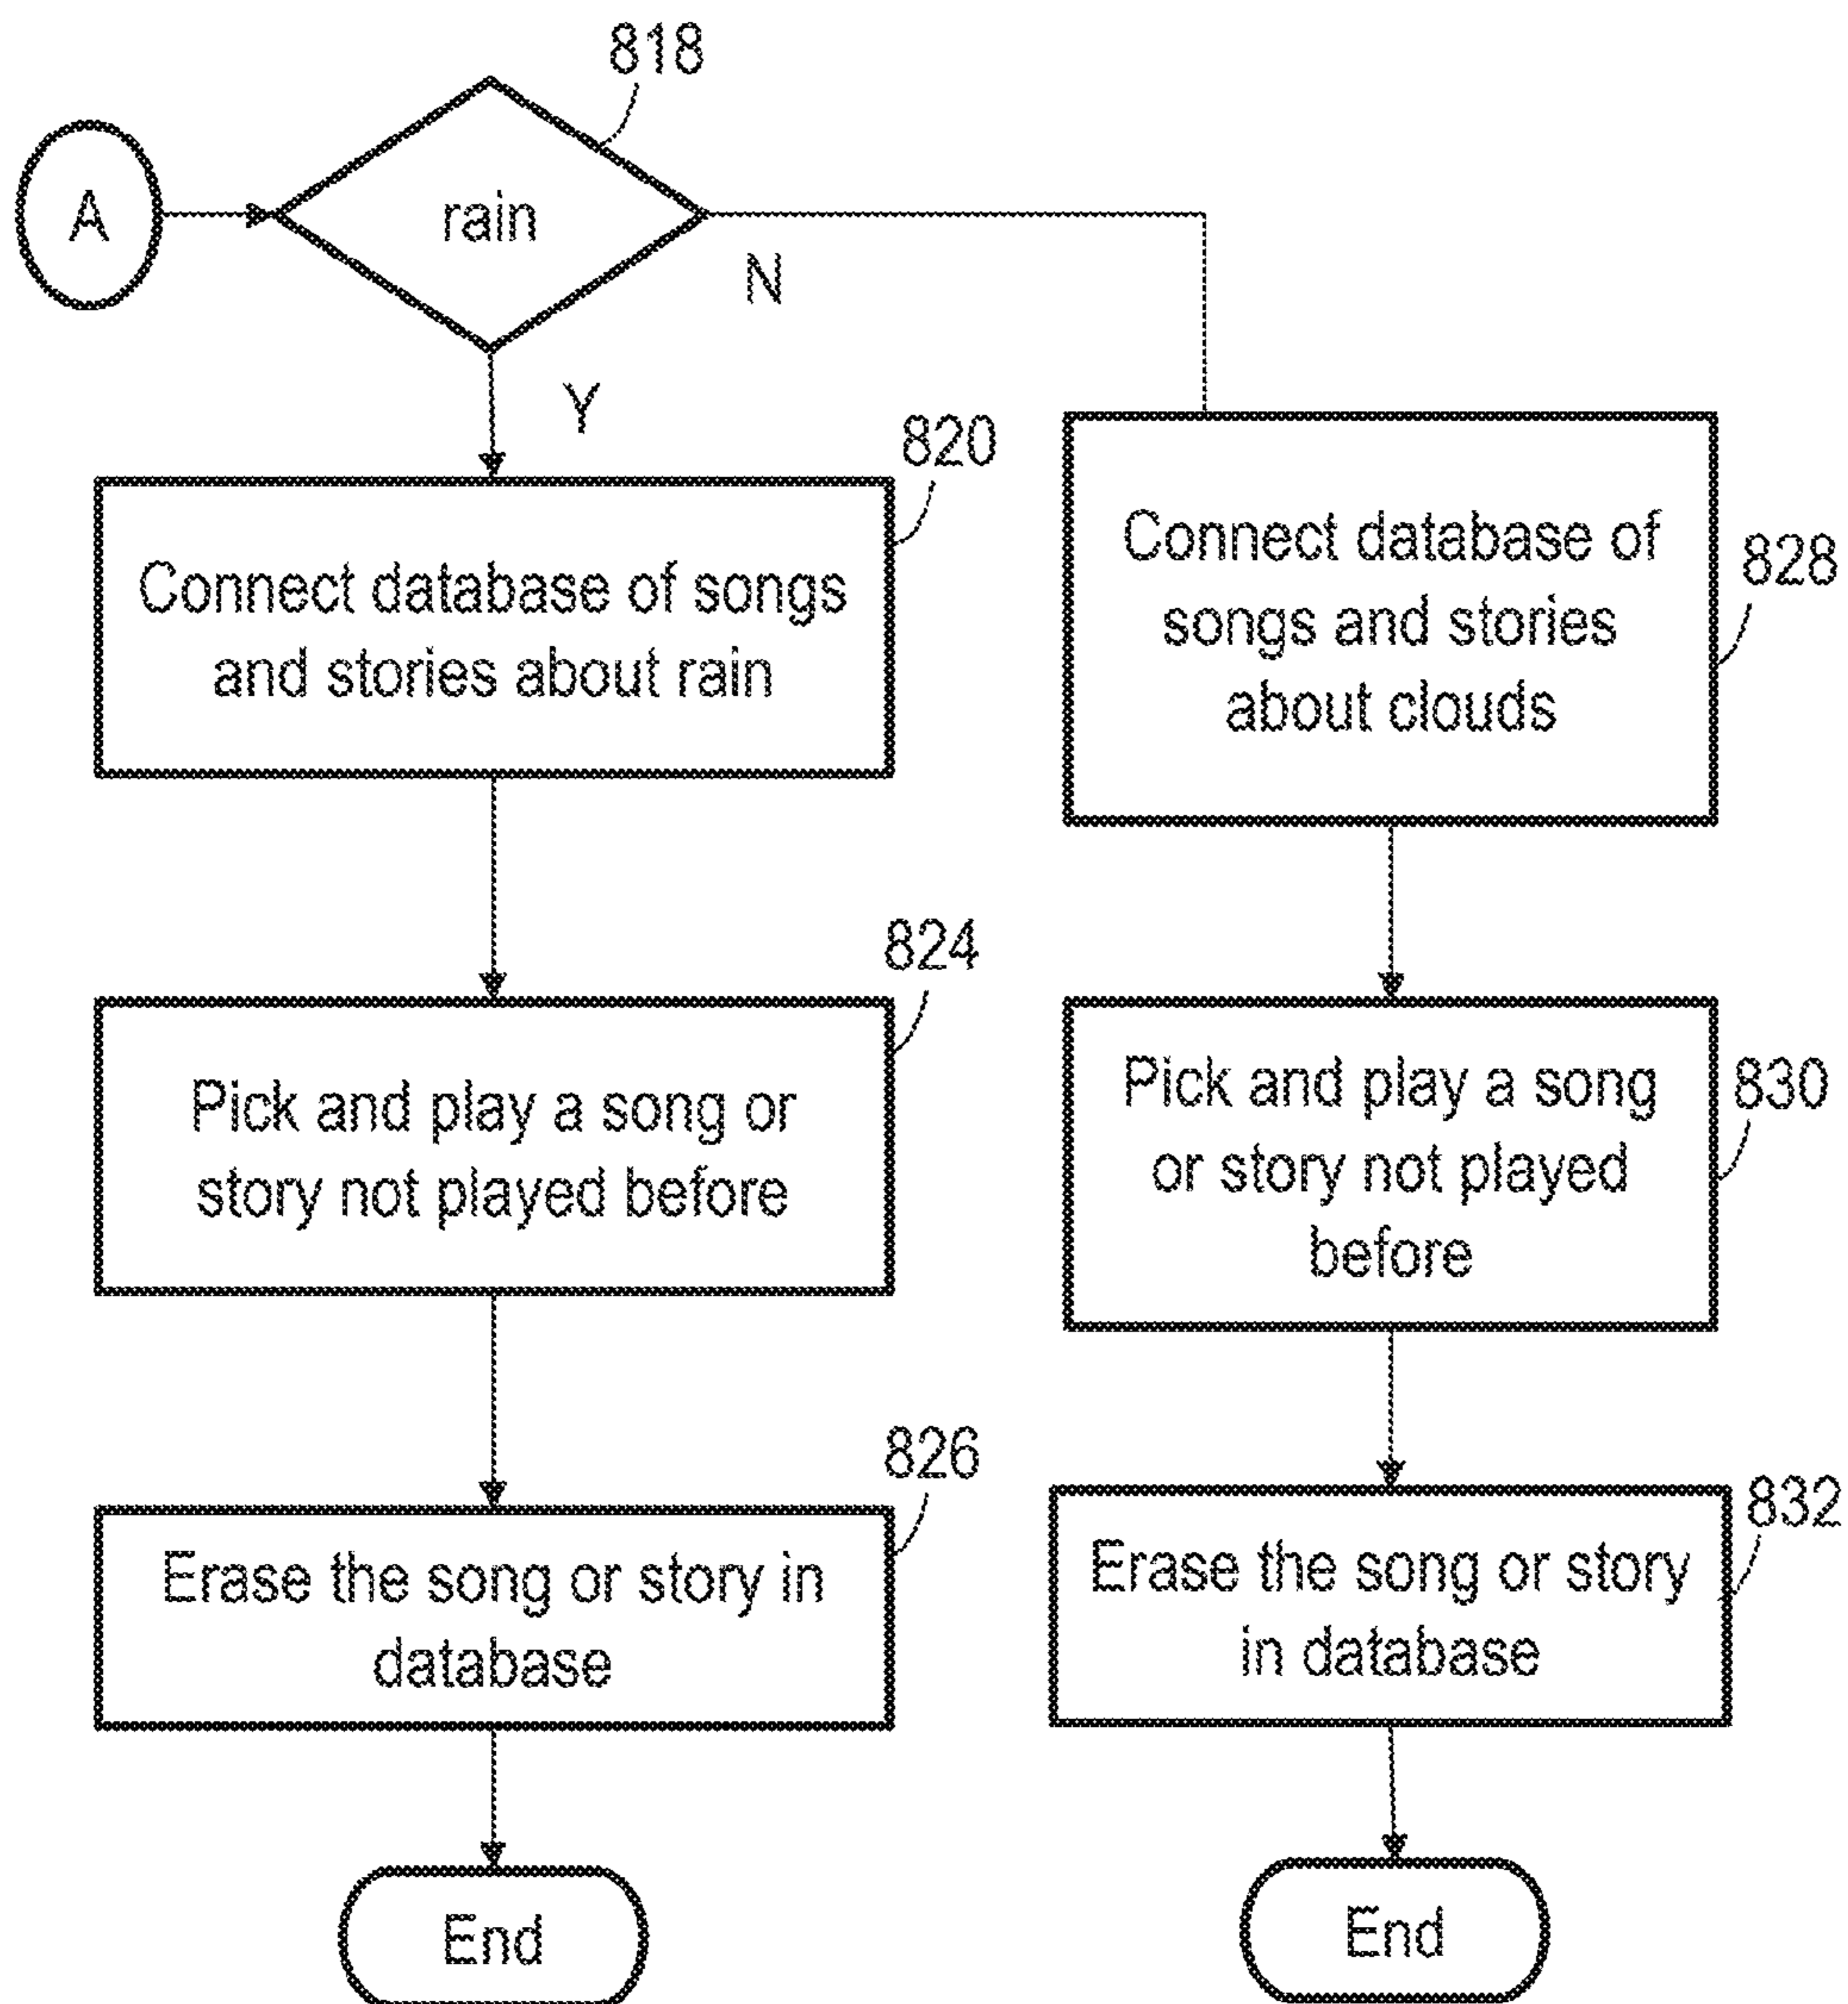 818
A
rain
N
Y
820
Connect database of songs
and stories about rain
828
Connect database of
songs and stories
about clouds
824
Pick and play a song or
story not played before
830
Pick and play a song
or story not played
before
826
Erase the song or story in
database
832
Erase the song or story
in database
End
End